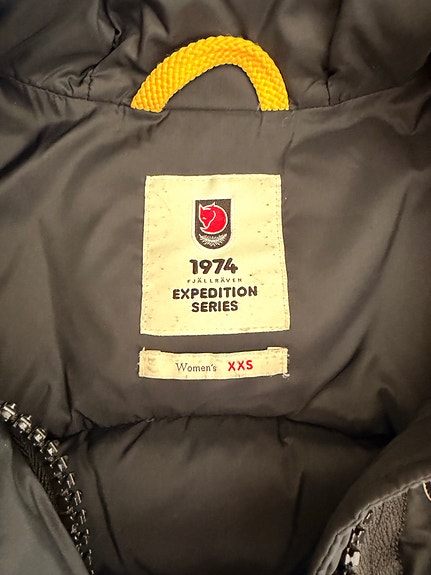 1974
FJÄLLRÄVEN
EXPEDITION
SERIES
Women's XXS